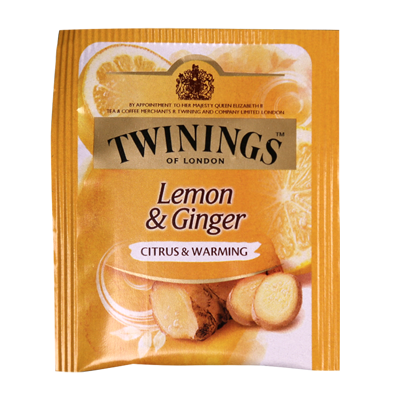 BY APPOINTMENT TO HER MAJESTY QUEEN ELIZABETH II
TEA & COFFEE MERCHANTS R. TWINING AND COMPANY LIMITED LONDON
TWININGS™
OF LONDON
Lemon
& Ginger
CITRUS & WARMING